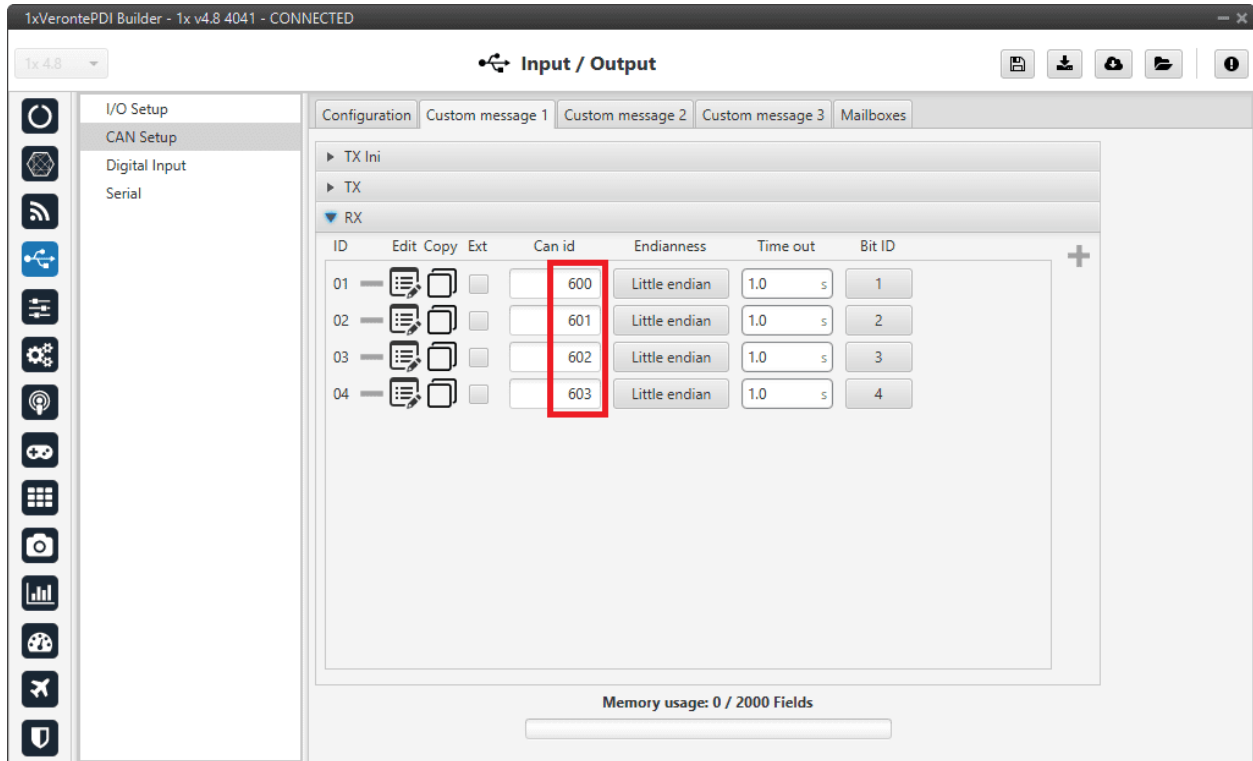 1xVerontePDI Builder - 1x v4.8 4041 - CONNECTED
1x 4.8
Input / Output
I/O Setup
CAN Setup
Digital Input
Serial
Configuration Custom message 1 Custom message 2 Custom message 3 Mailboxes
TX Ini
TX
RX
ID Edit Copy Ext Can id Endianness Time out Bit ID
01 600 Little endian 1.0 s 1
02 601 Little endian 1.0 s 2
03 602 Little endian 1.0 s 3
04 603 Little endian 1.0 s 4
Memory usage: 0 / 2000 Fields